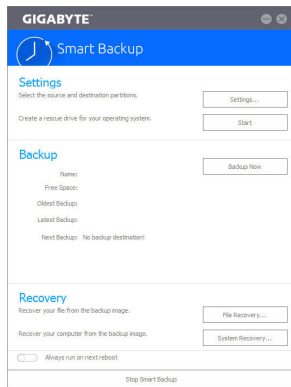 GIGABYTE™
Smart Backup
Settings
Select the source and destination partitions.
Settings...
Create a rescue drive for your operating system.
Start
Backup
Backup Now
Name:
Free Space:
Oldest Backup:
Latest Backup:
Next Backup: No backup destination!
Recovery
Recover your file from the backup image.
File Recovery...
Recover your computer from the backup image.
System Recovery...
Always run on next reboot
Stop Smart Backup